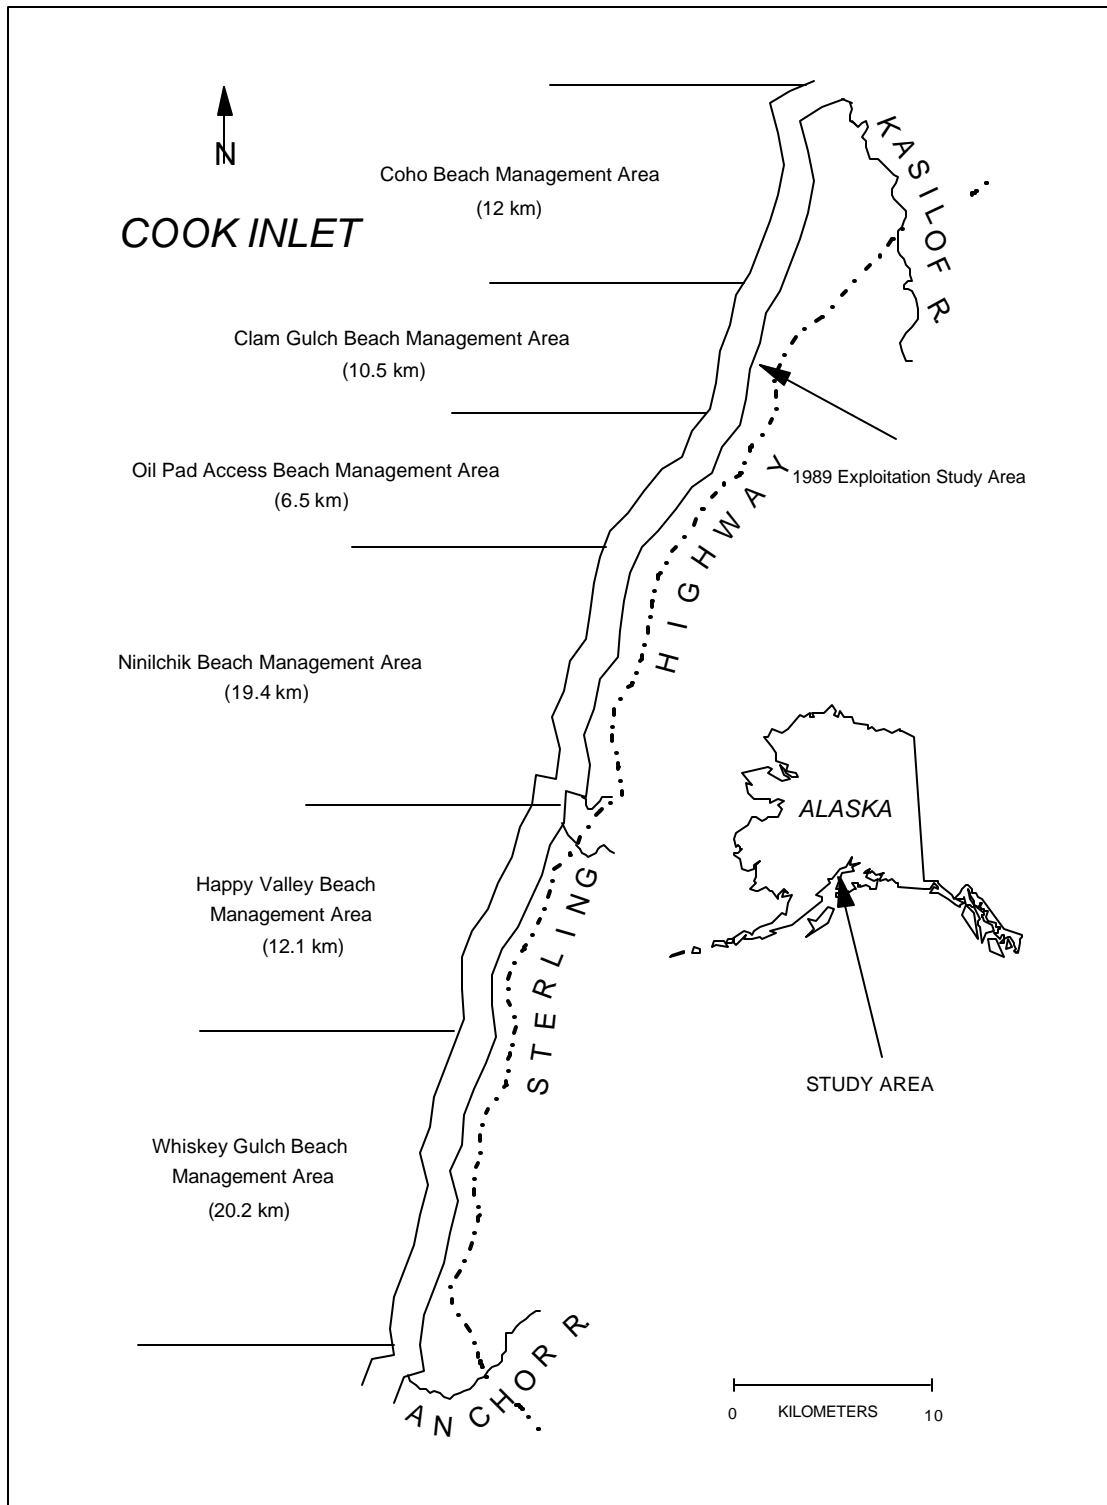 N
COOK INLET
Coho Beach Management Area
(12 km)
KASILOF R.
Clam Gulch Beach Management Area
(10.5 km)
1989 Exploitation Study Area
Oil Pad Access Beach Management Area
(6.5 km)
STERLING HIGHWAY
Ninilchik Beach Management Area
(19.4 km)
ALASKA
Happy Valley Beach
Management Area
(12.1 km)
STUDY AREA
Whiskey Gulch Beach
Management Area
(20.2 km)
ANCHOR R
0 KILOMETERS 10